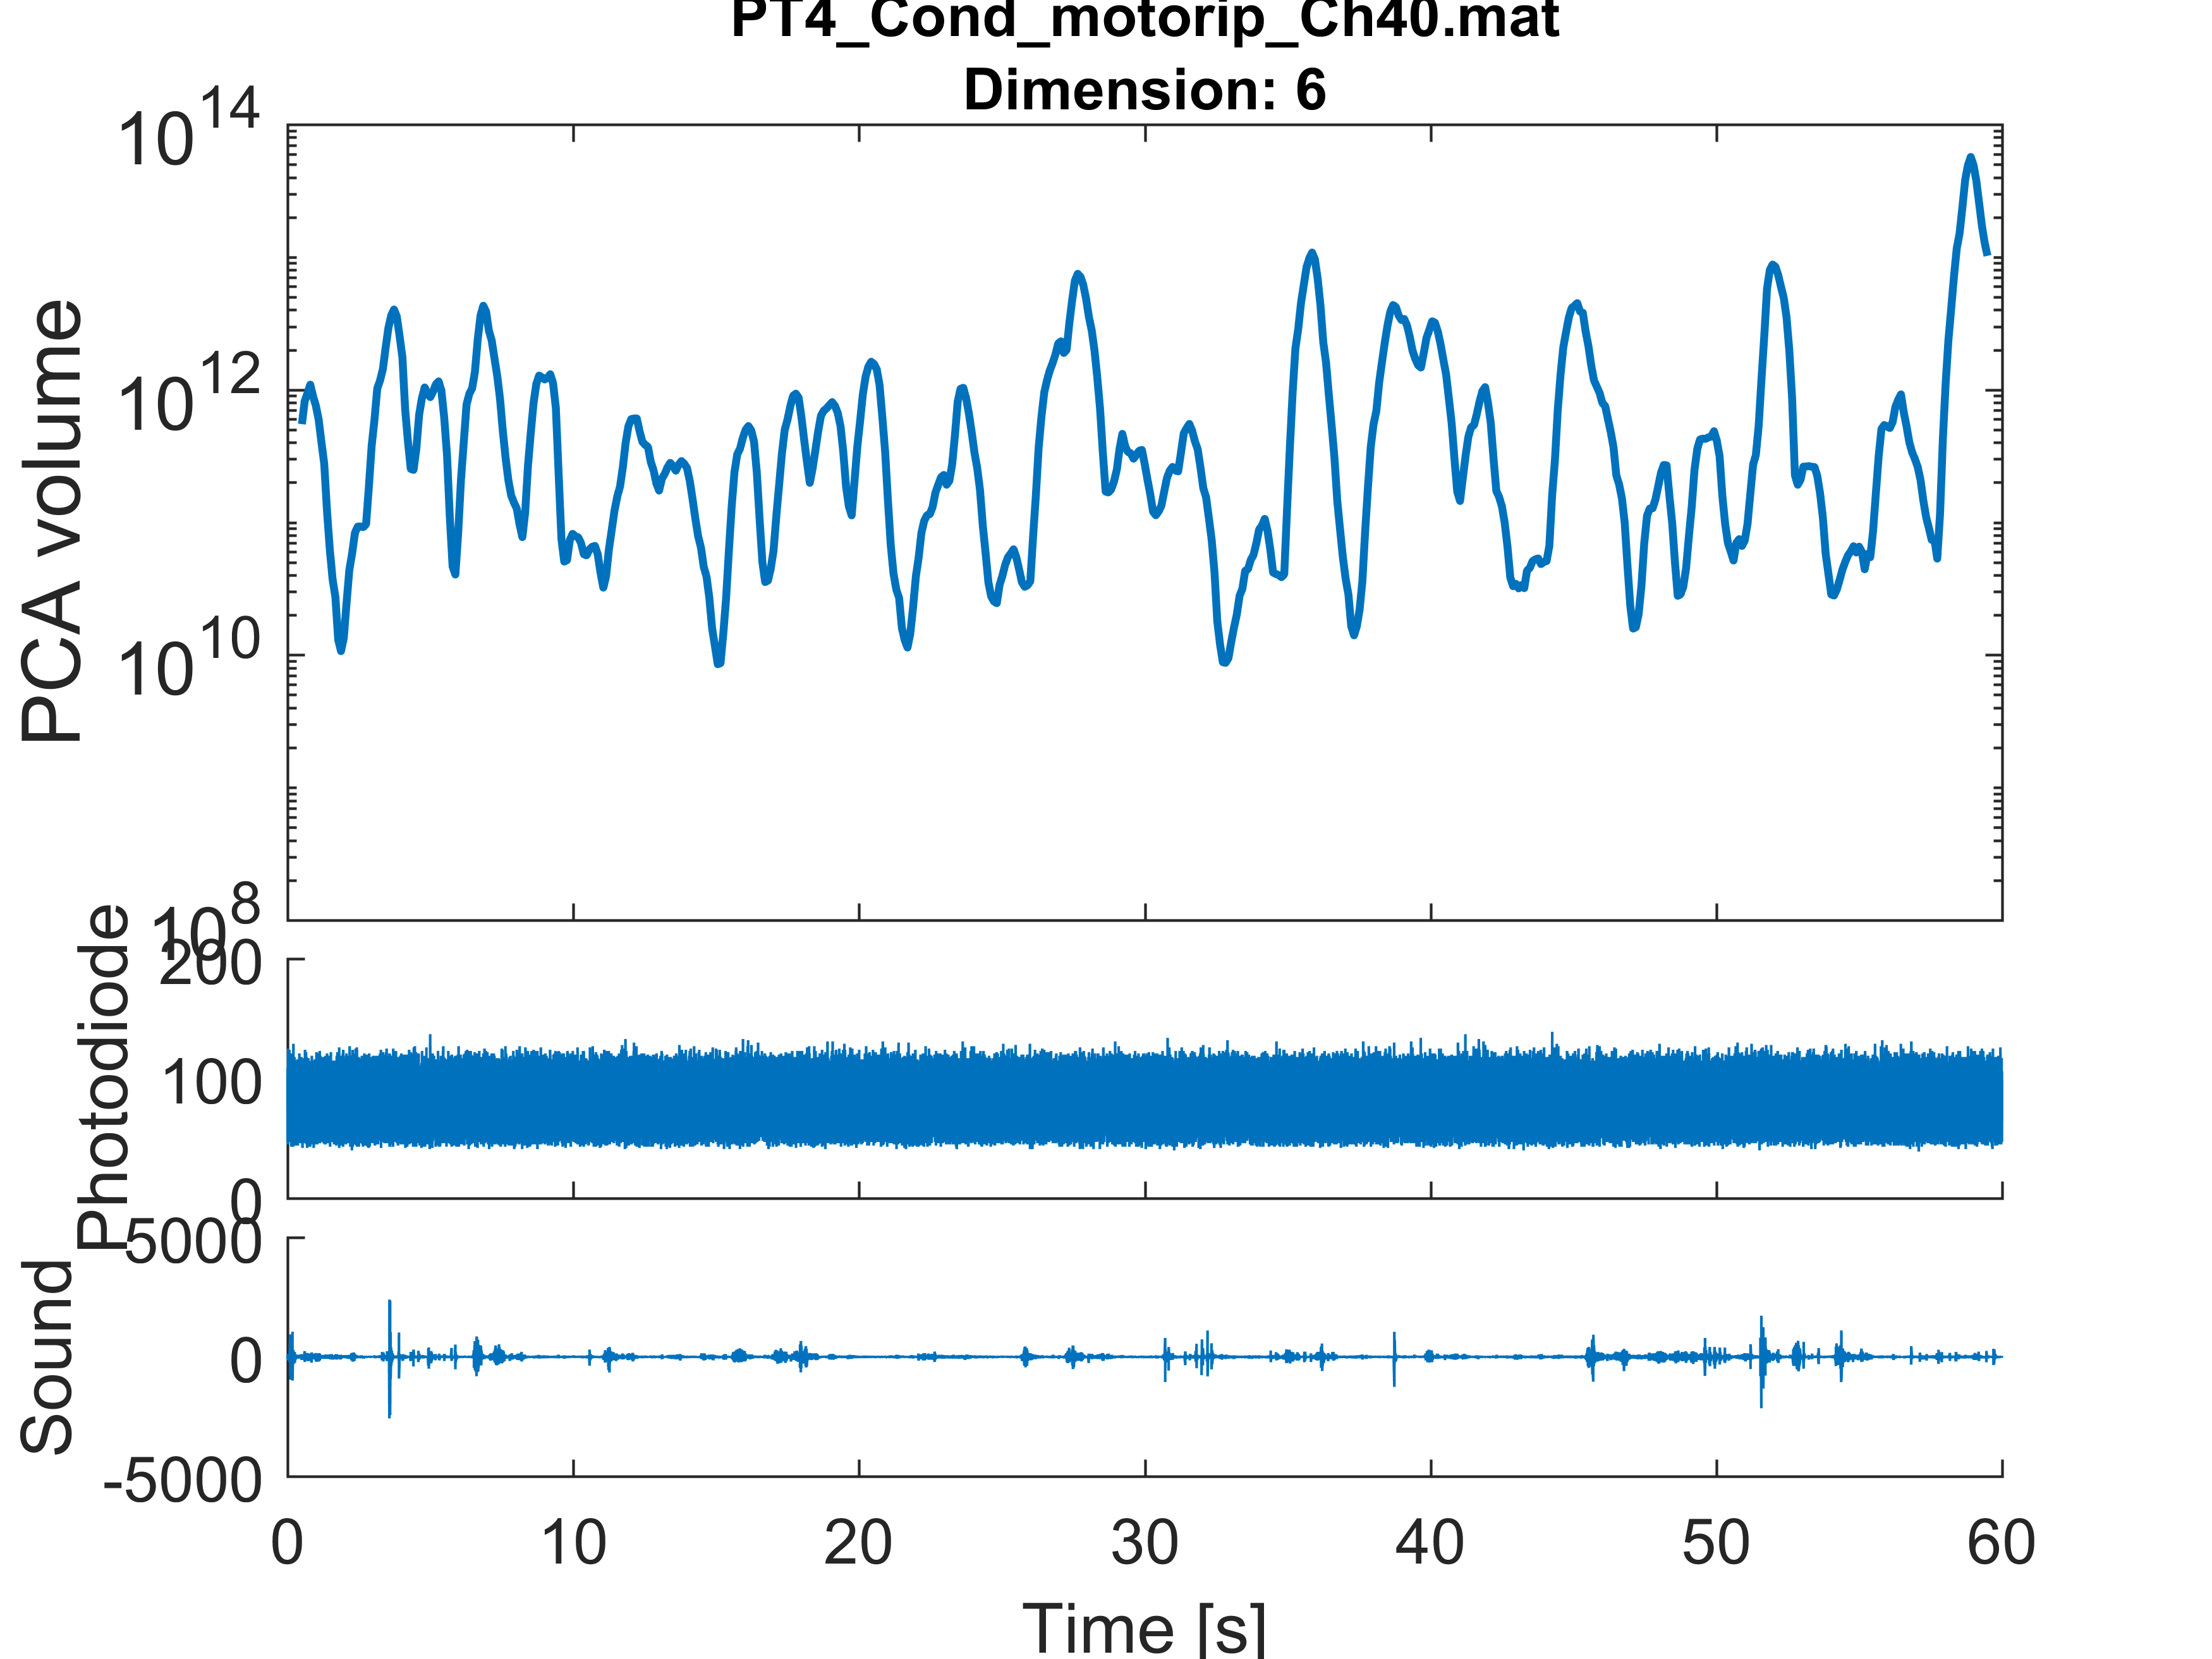 PT4_Cond_motorip_Ch40.mat
Dimension: 6
PCA volume
10^14
10^12
10^10
10^8
Photodiode
200
100
0
Sound
5000
0
-5000
0 10 20 30 40 50 60
Time [s]